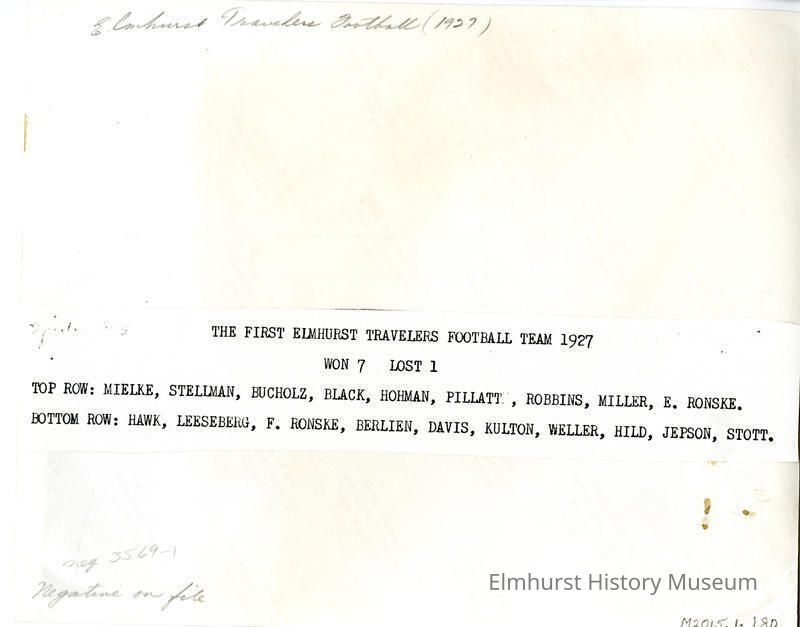 Elmhurst Travelers Football (1927)
THE FIRST ELMHURST TRAVELERS FOOTBALL TEAM 1927
WON 7 LOST 1
TOP ROW: MIELKE, STELLMAN, BUCHOLZ, BLACK, HOHMAN, PILLATT , ROBBINS, MILLER, E. RONSKE.
BOTTOM ROW: HAWK, LEESEBERG, F. RONSKE, BERLIEN, DAVIS, KULTON, WELLER, HILD, JEPSON, STOTT.
neg 3569-1
Negative on file
Elmhurst History Museum
M2015.1.180